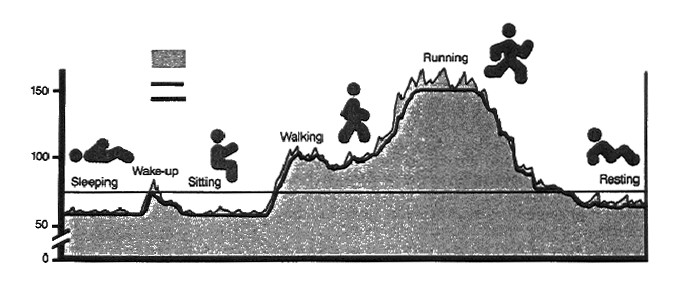 Running
150
Walking
100
Wake-up
Sleeping
Sitting
Resting
50
0